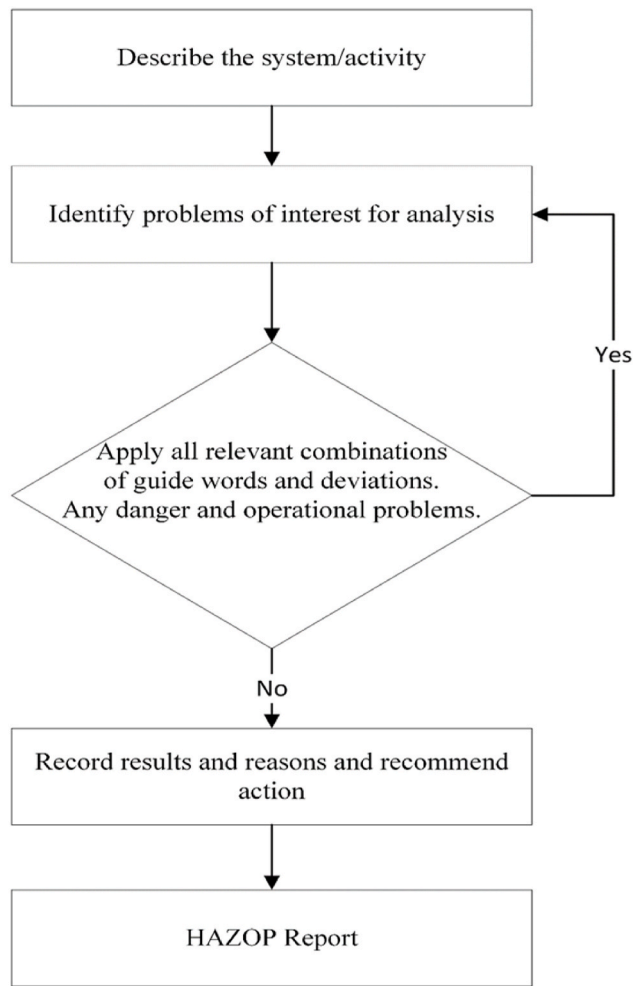 Describe the system/activity
Identify problems of interest for analysis
Yes
Apply all relevant combinations
of guide words and deviations.
Any danger and operational problems.
No
Record results and reasons and recommend
action
HAZOP Report